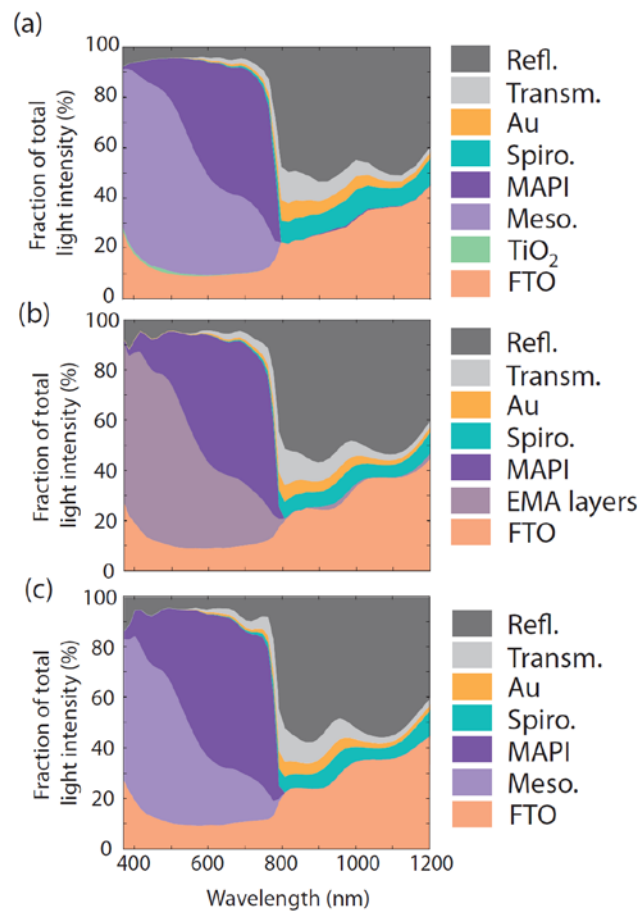 (a)
Fraction of total
light intensity (%)
100
80
60
40
20
0
Refl.
Transm.
Au
Spiro.
MAPI
Meso.
TiO₂
FTO
(b)
Fraction of total
light intensity (%)
100
80
60
40
20
0
Refl.
Transm.
Au
Spiro.
MAPI
EMA layers
FTO
(c)
Fraction of total
light intensity (%)
100
80
60
40
20
0
Refl.
Transm.
Au
Spiro.
MAPI
Meso.
FTO
400 600 800 1000 1200
Wavelength (nm)